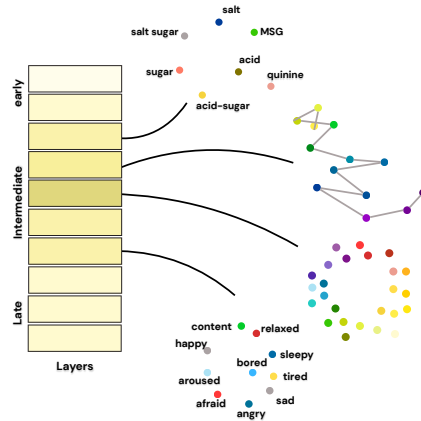 salt
salt sugar
MSG
acid
sugar
quinine
acid-sugar
early
Intermediate
Late
Layers
content
relaxed
happy
sleepy
bored
aroused
tired
afraid
sad
angry